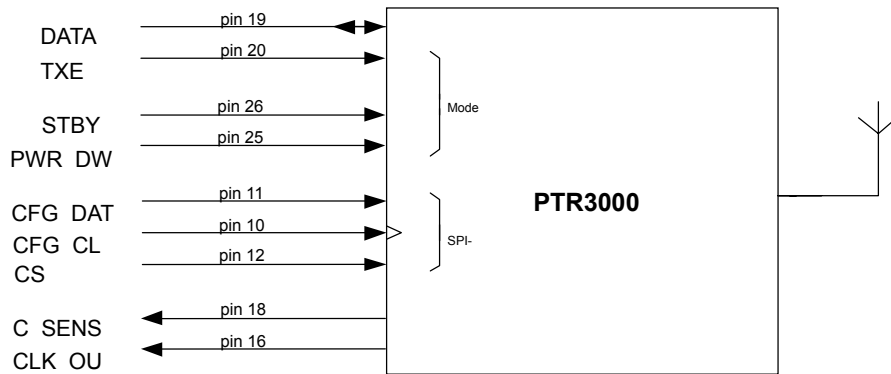 DATA pin 19
TXE pin 20
Mode
STBY pin 26
PWR DW pin 25
CFG DAT pin 11
PTR3000
CFG CL pin 10
SPI-
CS pin 12
C SENS pin 18
CLK OU pin 16